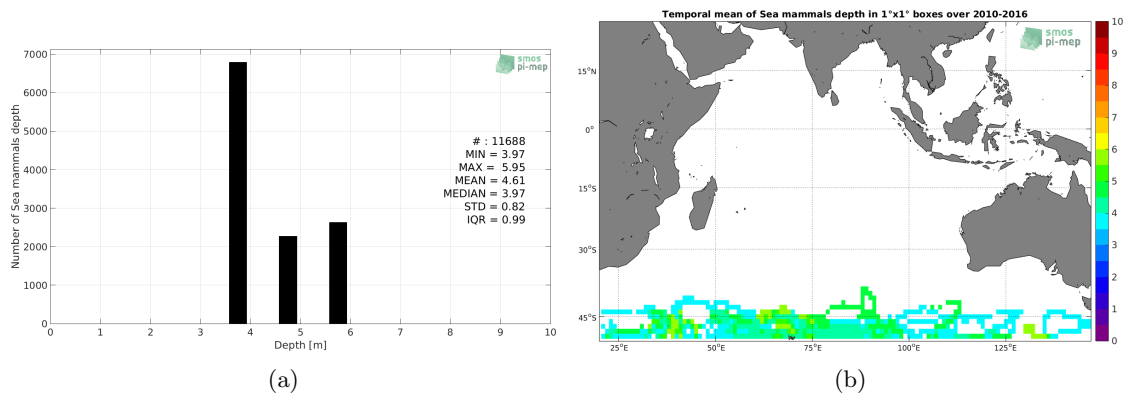 7000
6000
5000
4000
3000
2000
1000
0
Number of Sea mammals depth
smos
pi-mep
# : 11688
MIN = 3.97
MAX = 5.95
MEAN = 4.61
MEDIAN = 3.97
STD = 0.82
IQR = 0.99
0 1 2 3 4 5 6 7 8 9 10
Depth [m]
(a)
Temporal mean of Sea mammals depth in 1°x1° boxes over 2010-2016
smos
pi-mep
15°N
0°
15°S
30°S
45°S
25°E 50°E 75°E 100°E 125°E
10
9
8
7
6
5
4
3
2
1
0
(b)